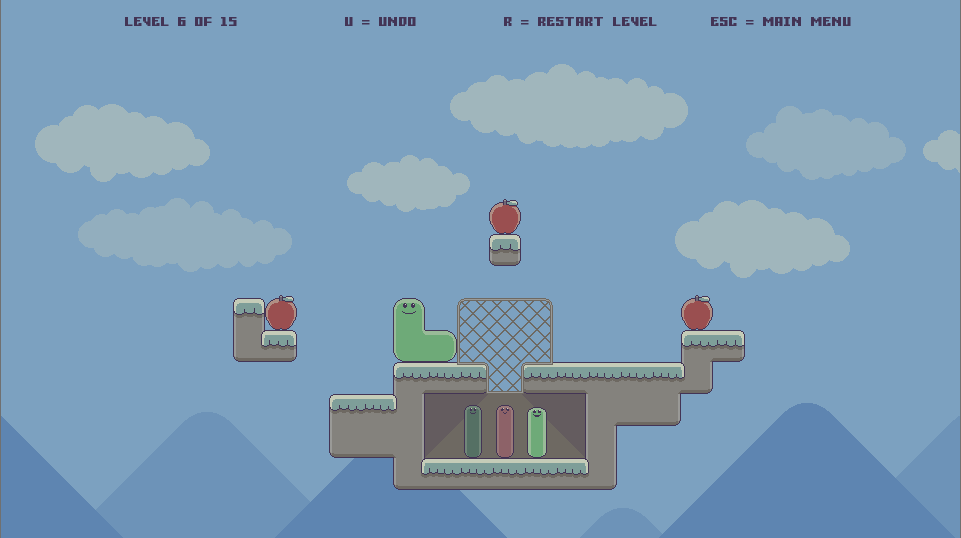 LEVEL 6 OF 15 U = UNDO R = RESTART LEVEL ESC = MAIN MENU